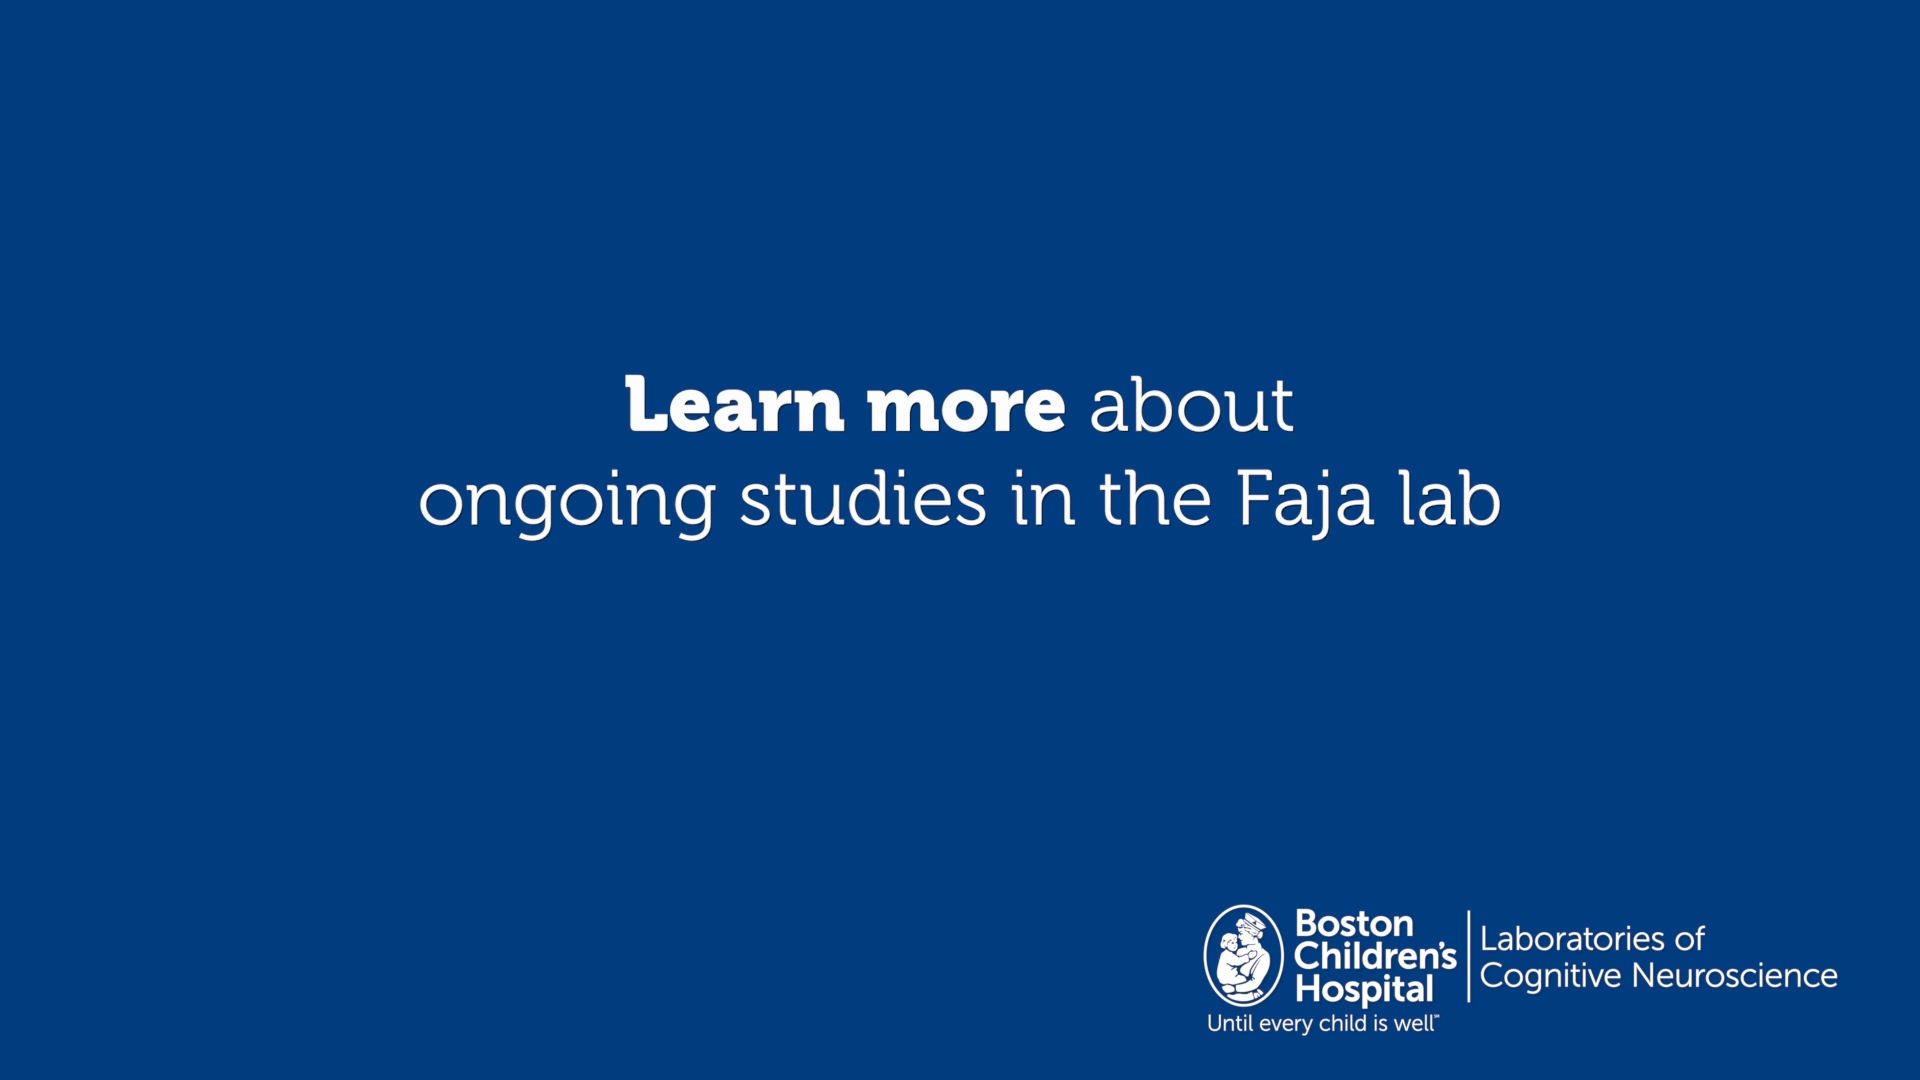 Learn more about
ongoing studies in the Faja lab
Boston
Children's
Hospital
Until every child is well℠
Laboratories of
Cognitive Neuroscience